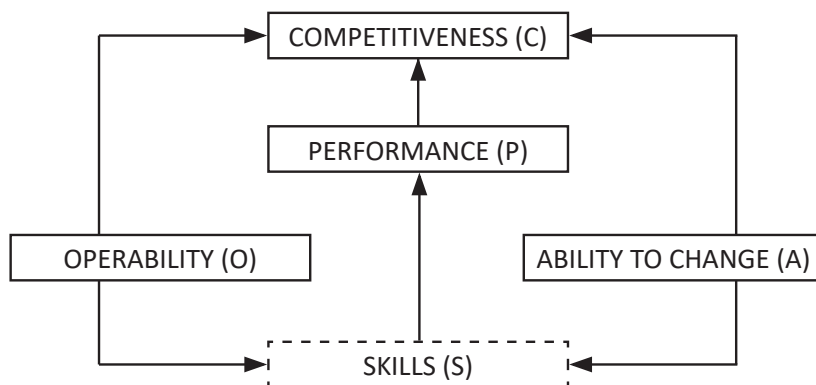 COMPETITIVENESS (C)
PERFORMANCE (P)
OPERABILITY (O)
ABILITY TO CHANGE (A)
SKILLS (S)